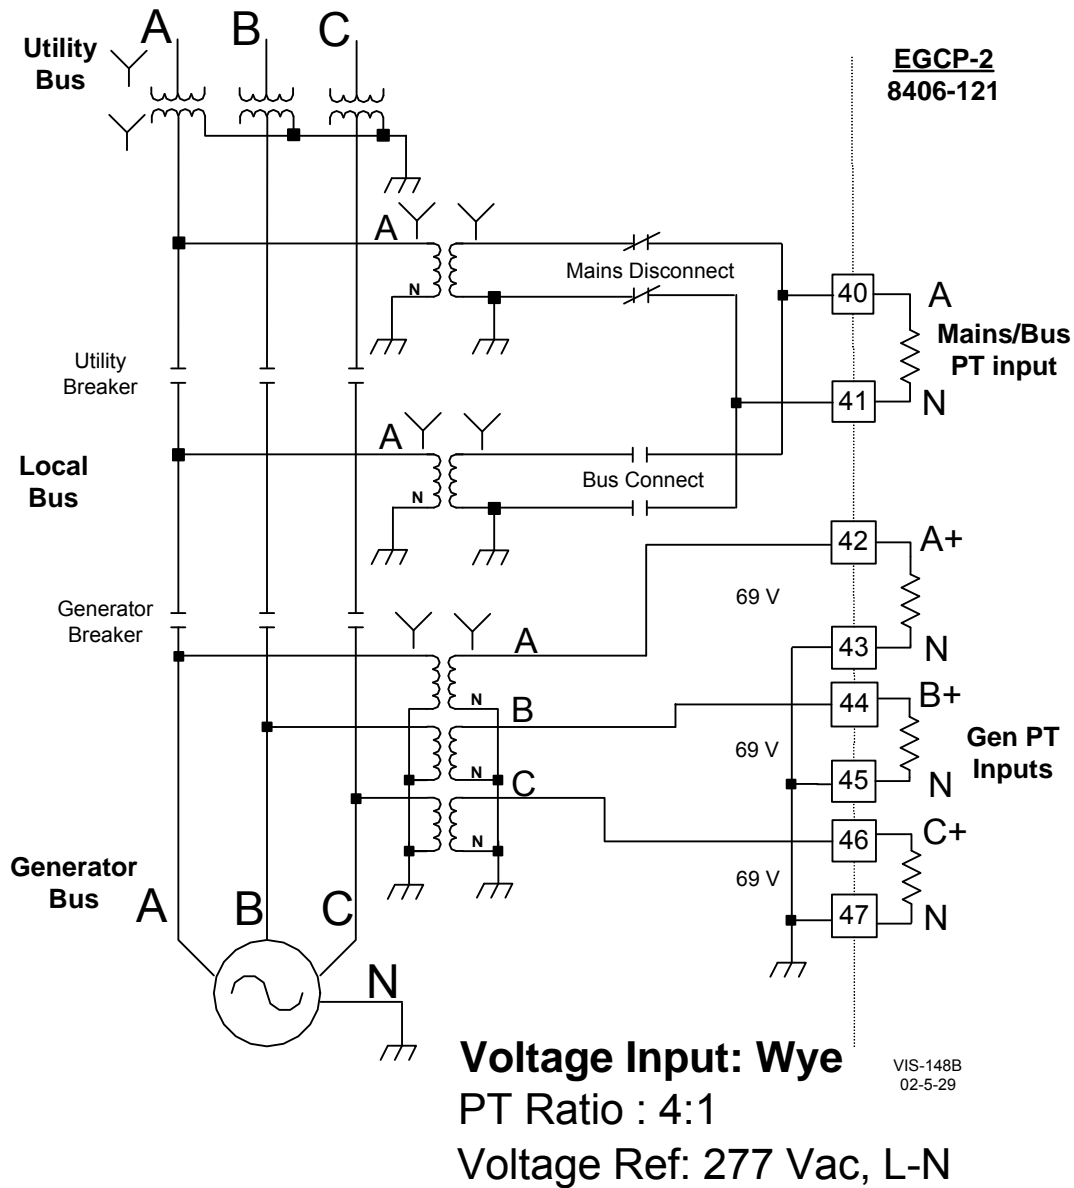 A B C
Utility
Bus
EGCP-2
8406-121
A
N
Mains Disconnect
40
A
Mains/Bus
PT input
41
N
Utility
Breaker
A
N
Bus Connect
Local
Bus
42
A+
69 V
43
N
Generator
Breaker
A
N
B
N
C
N
44
B+
69 V
45
N
Gen PT
Inputs
46
C+
69 V
47
N
Generator
Bus
A B C
N
Voltage Input: Wye
PT Ratio : 4:1
Voltage Ref: 277 Vac, L-N
VIS-148B
02-5-29